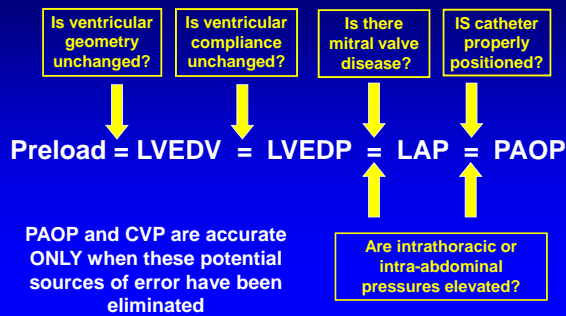 Is ventricular
geometry
unchanged?
Is ventricular
compliance
unchanged?
Is there
mitral valve
disease?
IS catheter
properly
positioned?
Preload = LVEDV = LVEDP = LAP = PAOP
PAOP and CVP are accurate
ONLY when these potential
sources of error have been
eliminated
Are intrathoracic or
intra-abdominal
pressures elevated?